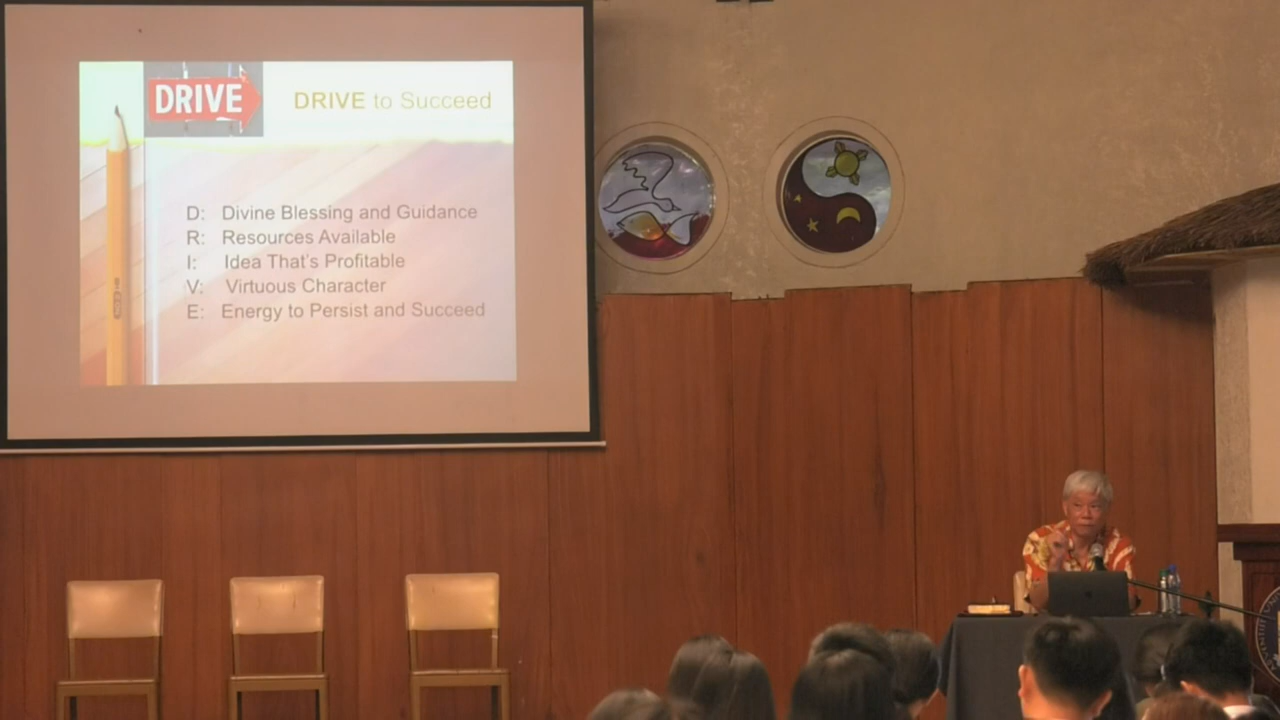 DRIVE
DRIVE to Succeed
D: Divine Blessing and Guidance
R: Resources Available
I: Idea That's Profitable
V: Virtuous Character
E: Energy to Persist and Succeed